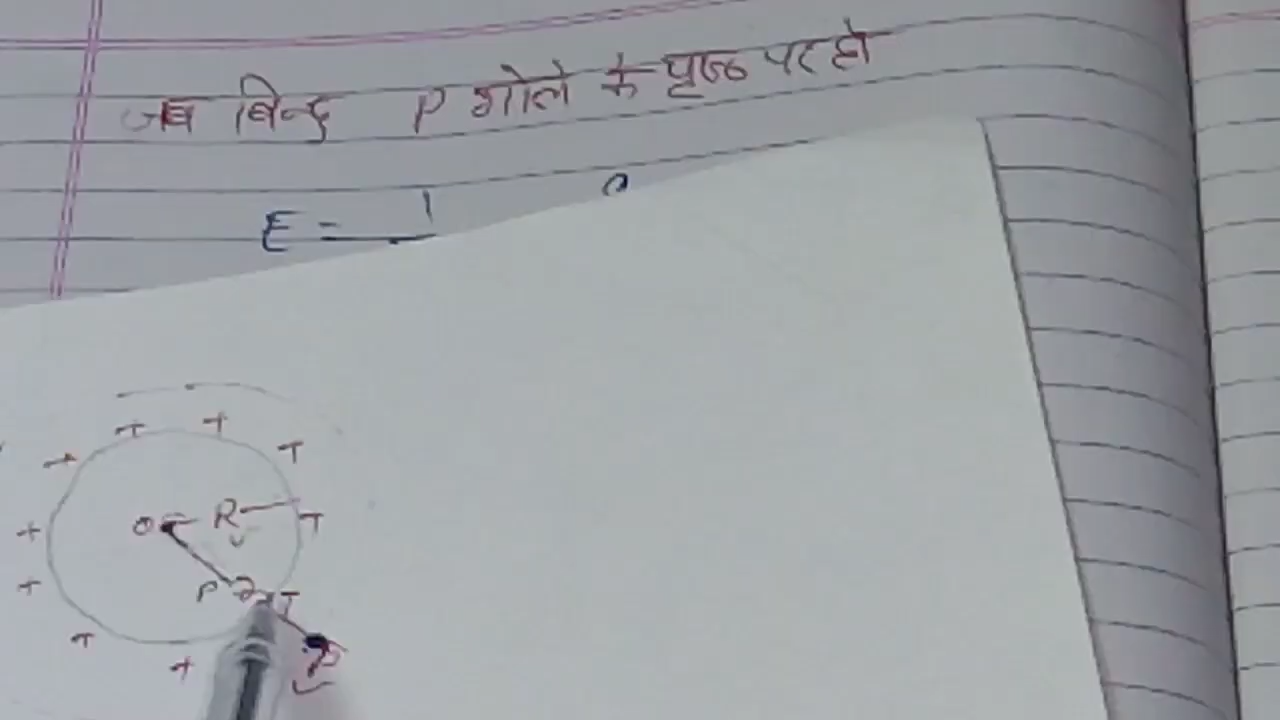 जब बिन्दु P गोले के पृष्ठ पर हो
E = 1
+ + + +
O R +
+ P +
+ + + P